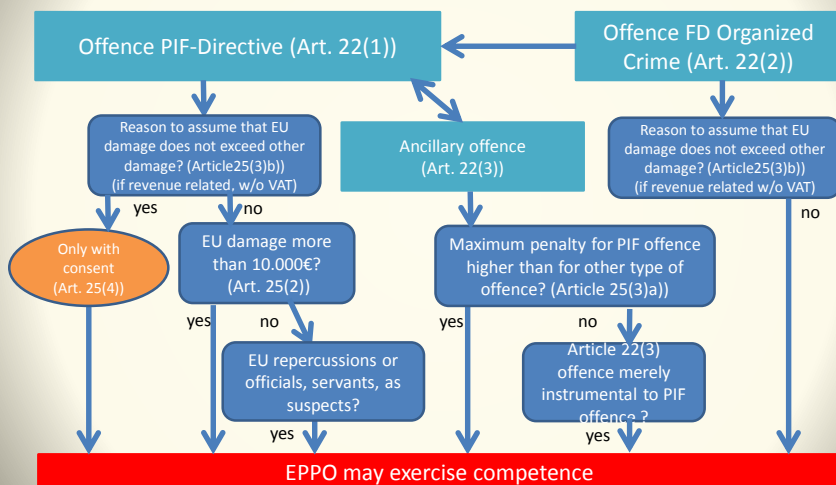 Offence PIF-Directive (Art. 22(1))
Offence FD Organized
Crime (Art. 22(2))
Reason to assume that EU
damage does not exceed other
damage? (Article25(3)b))
(if revenue related, w/o VAT)
Ancillary offence
(Art. 22(3))
Reason to assume that EU
damage does not exceed other
damage? (Article25(3)b))
(if revenue related w/o VAT)
yes
no
no
Only with
consent
(Art. 25(4))
EU damage more
than 10.000€?
(Art. 25(2))
Maximum penalty for PIF offence
higher than for other type of
offence? (Article 25(3)a))
yes
no
yes
no
EU repercussions or
officials, servants, as
suspects?
Article 22(3)
offence merely
instrumental to PIF
offence ?
yes
yes
EPPO may exercise competence